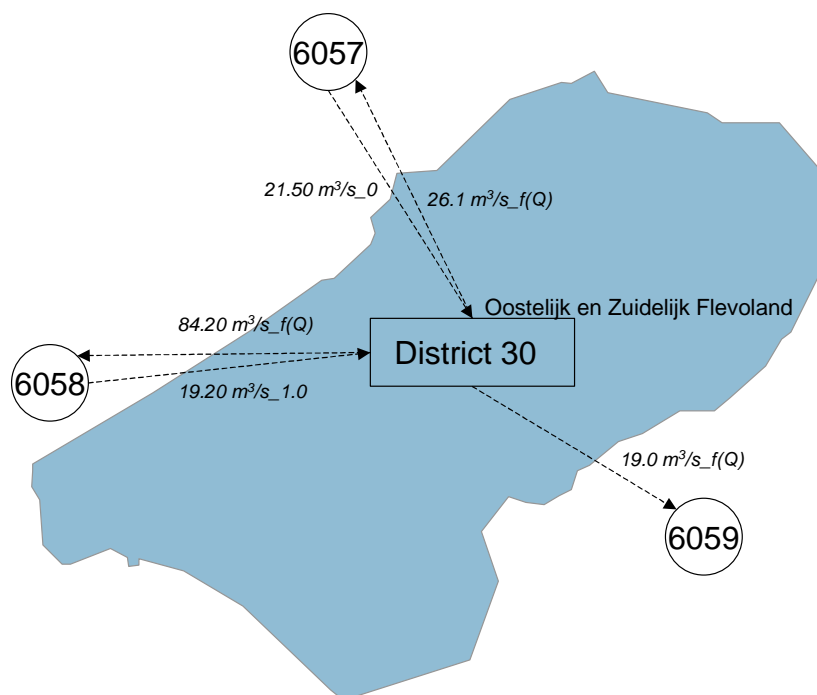 6057
21.50 m³/s_0
26.1 m³/s_f(Q)
Oostelijk en Zuidelijk Flevoland
84.20 m³/s_f(Q)
District 30
6058
19.20 m³/s_1.0
19.0 m³/s_f(Q)
6059